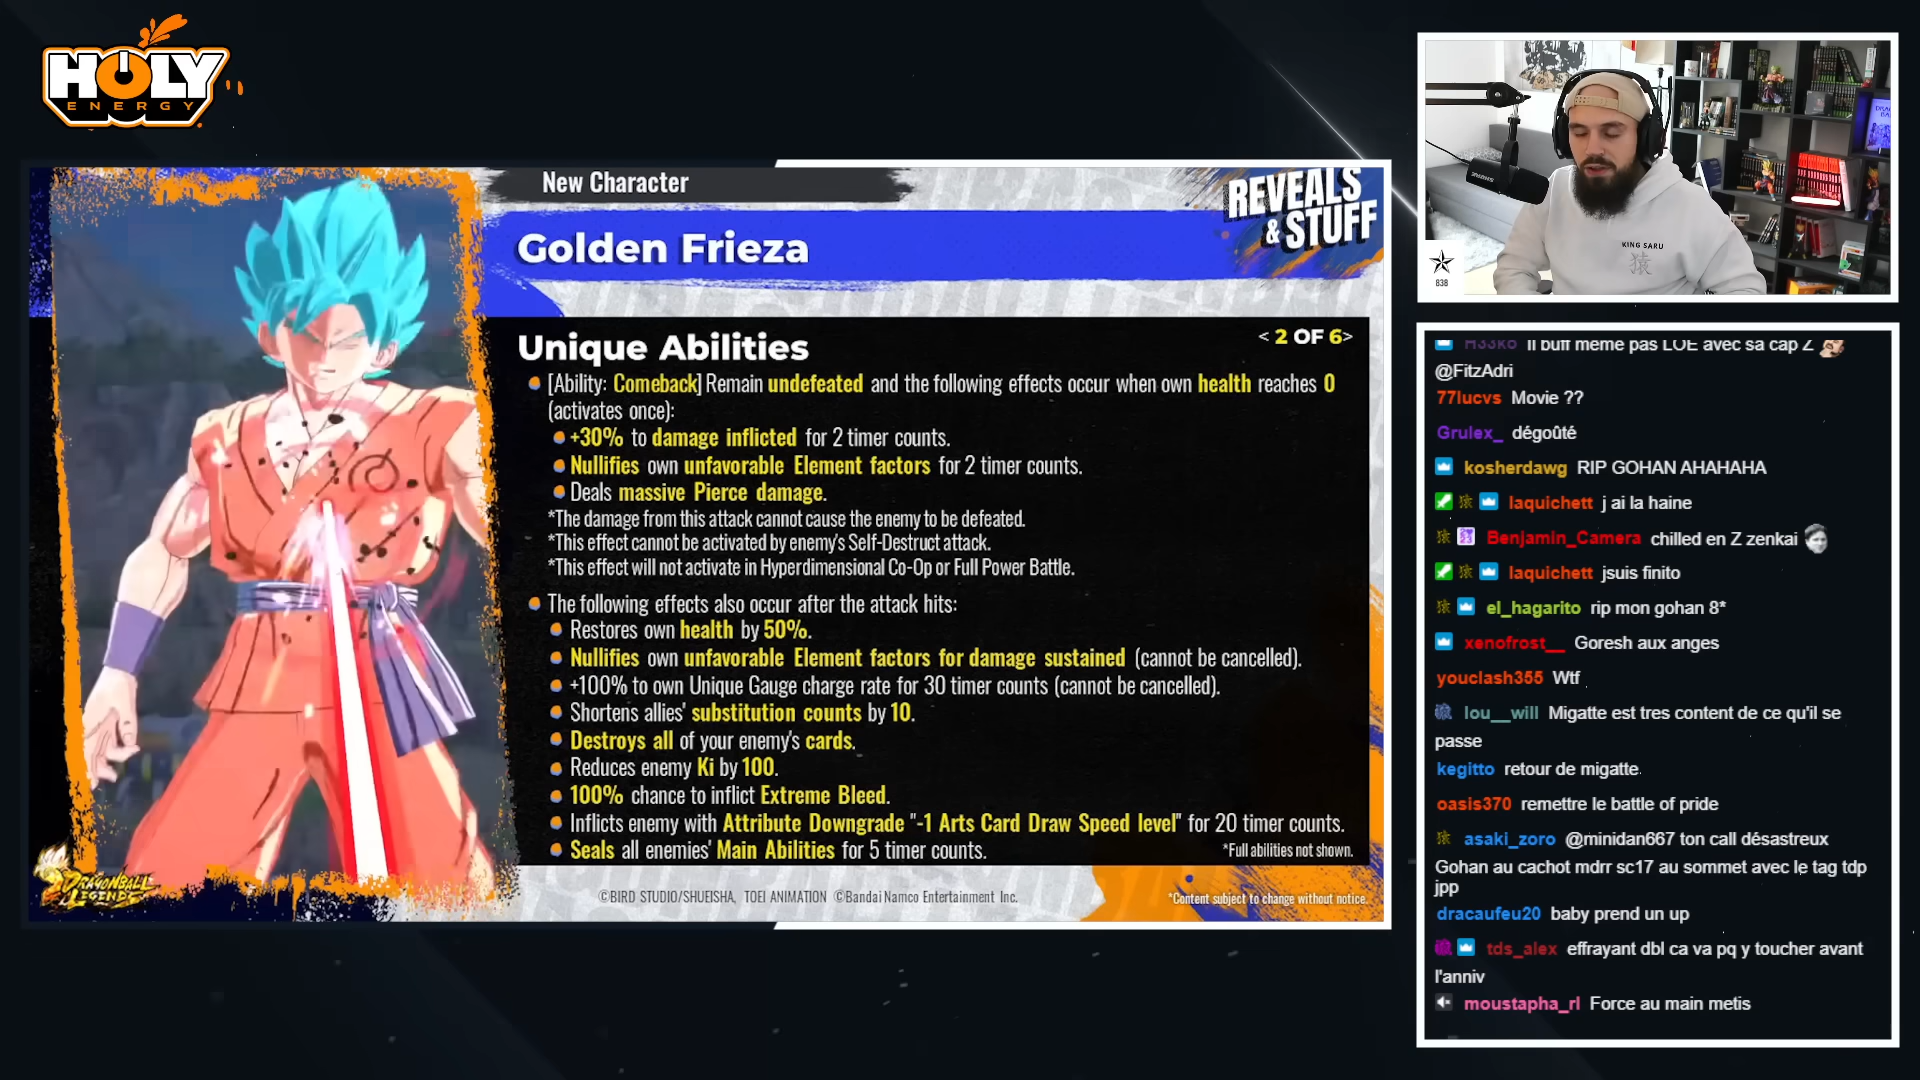 HOLY
ENERGY
New Character
REVEALS
& STUFF
Golden Frieza
Unique Abilities
< 2 OF 6>
[Ability: Comeback] Remain undefeated and the following effects occur when own health reaches 0
(activates once):
+30% to damage inflicted for 2 timer counts.
Nullifies own unfavorable Element factors for 2 timer counts.
Deals massive Pierce damage.
*The damage from this attack cannot cause the enemy to be defeated.
*This effect cannot be activated by enemy's Self-Destruct attack.
*This effect will not activate in Hyperdimensional Co-Op or Full Power Battle.
The following effects also occur after the attack hits:
Restores own health by 50%.
Nullifies own unfavorable Element factors for damage sustained (cannot be cancelled).
+100% to own Unique Gauge charge rate for 30 timer counts (cannot be cancelled).
Shortens allies' substitution counts by 10.
Destroys all of your enemy's cards.
Reduces enemy Ki by 100.
100% chance to inflict Extreme Bleed.
Inflicts enemy with Attribute Downgrade "-1 Arts Card Draw Speed level" for 20 timer counts.
Seals all enemies' Main Abilities for 5 timer counts.
*Full abilities not shown.
DRAGONBALL
LEGENDS
©BIRD STUDIO/SHUEISHA, TOEI ANIMATION ©Bandai Namco Entertainment Inc.
*Content subject to change without notice.
KING SARU
猿
838
H33ko Il buff meme pas LOE avec sa cap Z
@FitzAdri
77lucvs Movie ??
Grulex_ dégoûté
kosherdawg RIP GOHAN AHAHAHA
laquichett j ai la haine
Benjamin_Camera chilled en Z zenkai
laquichett jsuis finito
el_hagarito rip mon gohan 8*
xenofrost__ Goresh aux anges
youclash355 Wtf
lou__will Migatte est tres content de ce qu'il se
passe
kegitto retour de migatte
oasis370 remettre le battle of pride
asaki_zoro @minidan667 ton call désastreux
Gohan au cachot mdrr sc17 au sommet avec le tag tdp
jpp
dracaufeu20 baby prend un up
tds_alex effrayant dbl ca va pq y toucher avant
l'anniv
moustapha_rl Force au main metis